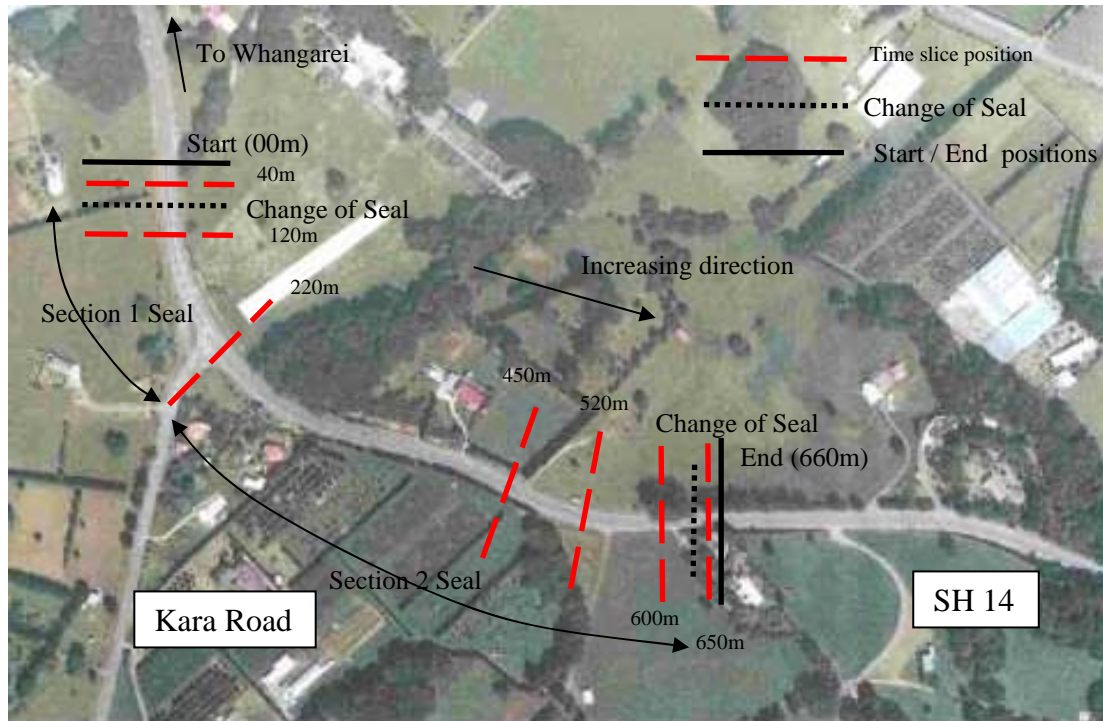 To Whangarei
Time slice position
Change of Seal
Start / End positions
Start (00m)
40m
Change of Seal
120m
Increasing direction
220m
Section 1 Seal
450m
520m
Change of Seal
End (660m)
Section 2 Seal
Kara Road
600m
650m
SH 14